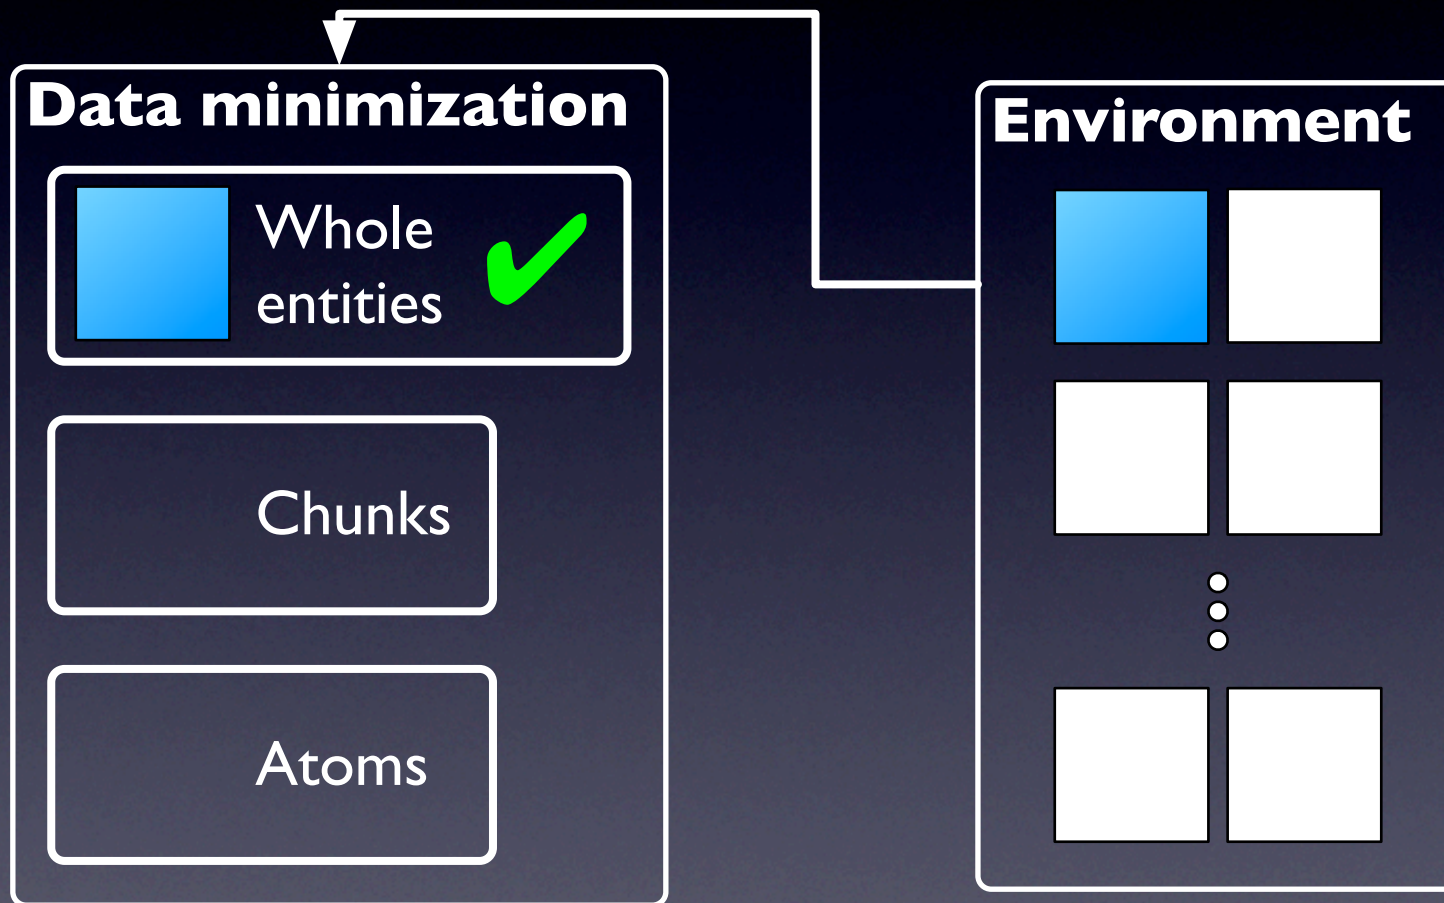 Data minimization
Whole
entities
Chunks
Atoms
Environment